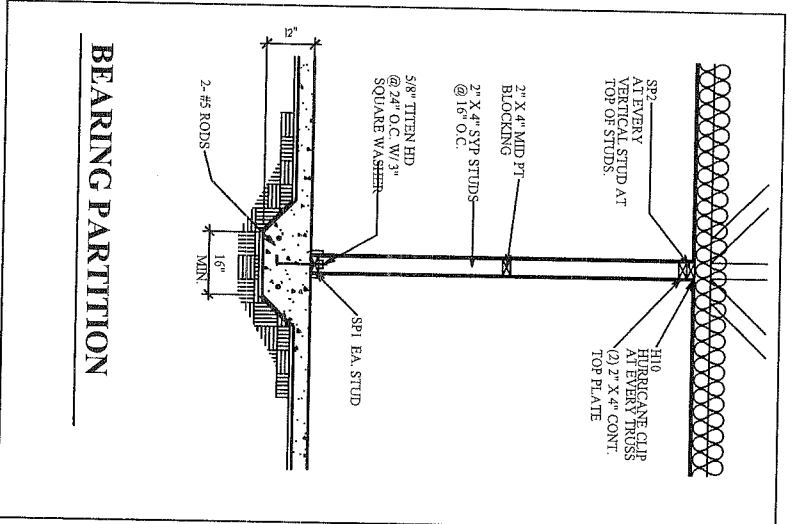 SP2
AT EVERY
VERTICAL STUD AT
TOP OF STUDS.
H10
HURRICANE CLIP
AT EVERY TRUSS
(2) 2" X 4" CONT.
TOP PLATE
2" X 4" MID PT
BLOCKING
2" X 4" SYP STUDS
@ 16" O.C.
5/8" TITEN HD
@ 24" O.C. W/ 3"
SQUARE WASHER
SP1 EA. STUD
12"
2- #5 RODS
16"
MIN.
BEARING PARTITION